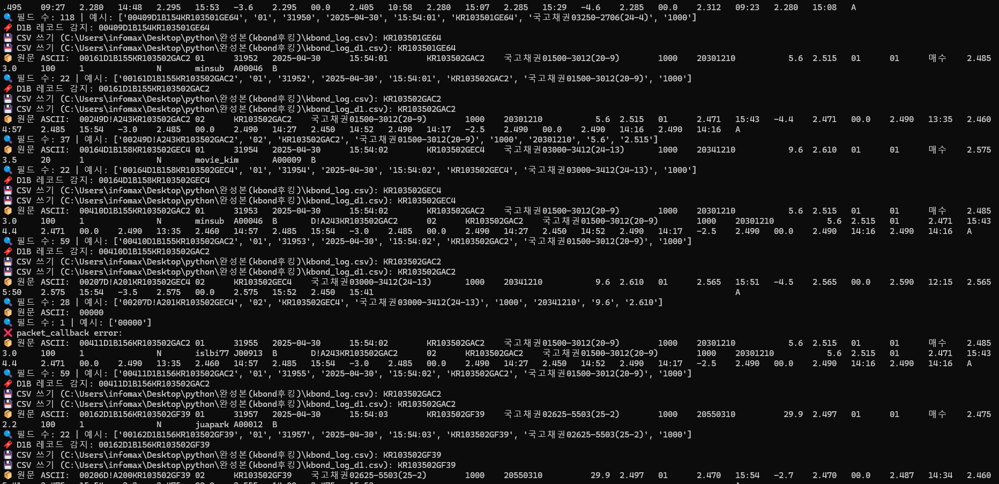 .495 09:27 2.280 14:48 2.295 15:53 -3.6 2.295 00.0 2.405 10:58 2.280 15:07 2.285 15:29 -4.6 2.285 00.0 2.312 09:23 2.280 15:08 A
🔍 필드 수: 118 | 예시: ['00409D1B154KR103501GE64', '01', '31950', '2025-04-30', '15:54:01', 'KR103501GE64', '국고채권03250-2706(24-4)', '1000']
📌 D1B 레코드 감지: 00409D1B154KR103501GE64
💾 CSV 쓰기 (C:\Users\infomax\Desktop\python\완성본(kbond후킹)\kbond_log.csv): KR103501GE64
💾 CSV 쓰기 (C:\Users\infomax\Desktop\python\완성본(kbond후킹)\kbond_log_d1.csv): KR103501GE64
📦 원문 ASCII: 00161D1B155KR103502GAC2 01 31952 2025-04-30 15:54:01 KR103502GAC2 국고채권01500-3012(20-9) 1000 20301210 5.6 2.515 01 01 매수 2.485
3.0 100 1 N minsub A00046 B
🔍 필드 수: 22 | 예시: ['00161D1B155KR103502GAC2', '01', '31952', '2025-04-30', '15:54:01', 'KR103502GAC2', '국고채권01500-3012(20-9)', '1000']
📌 D1B 레코드 감지: 00161D1B155KR103502GAC2
💾 CSV 쓰기 (C:\Users\infomax\Desktop\python\완성본(kbond후킹)\kbond_log.csv): KR103502GAC2
💾 CSV 쓰기 (C:\Users\infomax\Desktop\python\완성본(kbond후킹)\kbond_log_d1.csv): KR103502GAC2
📦 원문 ASCII: 00249D!A243KR103502GAC2 02 KR103502GAC2 국고채권01500-3012(20-9) 1000 20301210 5.6 2.515 01 2.471 15:43 -4.4 2.471 00.0 2.490 13:35 2.460
4:57 2.485 15:54 -3.0 2.485 00.0 2.490 14:27 2.450 14:52 2.490 14:17 -2.5 2.490 00.0 2.490 14:16 2.490 14:16 A
🔍 필드 수: 37 | 예시: ['00249D!A243KR103502GAC2', '02', 'KR103502GAC2', '국고채권01500-3012(20-9)', '1000', '20301210', '5.6', '2.515']
📦 원문 ASCII: 00164D1B158KR103502GEC4 01 31954 2025-04-30 15:54:02 KR103502GEC4 국고채권03000-3412(24-13) 1000 20341210 9.6 2.610 01 01 매수 2.575
3.5 20 1 N movie_kim A00009 B
🔍 필드 수: 22 | 예시: ['00164D1B158KR103502GEC4', '01', '31954', '2025-04-30', '15:54:02', 'KR103502GEC4', '국고채권03000-3412(24-13)', '1000']
📌 D1B 레코드 감지: 00164D1B158KR103502GEC4
💾 CSV 쓰기 (C:\Users\infomax\Desktop\python\완성본(kbond후킹)\kbond_log.csv): KR103502GEC4
💾 CSV 쓰기 (C:\Users\infomax\Desktop\python\완성본(kbond후킹)\kbond_log_d1.csv): KR103502GEC4
📦 원문 ASCII: 00410D1B155KR103502GAC2 01 31953 2025-04-30 15:54:02 KR103502GAC2 국고채권01500-3012(20-9) 1000 20301210 5.6 2.515 01 01 매수 2.485
3.0 100 1 N minsub A00046 B D!A243KR103502GAC2 02 KR103502GAC2 국고채권01500-3012(20-9) 1000 20301210 5.6 2.515 01 2.471 15:43
4.4 2.471 00.0 2.490 13:35 2.460 14:57 2.485 15:54 -3.0 2.485 00.0 2.490 14:27 2.450 14:52 2.490 14:17 -2.5 2.490 00.0 2.490 14:16 2.490 14:16 A
🔍 필드 수: 59 | 예시: ['00410D1B155KR103502GAC2', '01', '31953', '2025-04-30', '15:54:02', 'KR103502GAC2', '국고채권01500-3012(20-9)', '1000']
📌 D1B 레코드 감지: 00410D1B155KR103502GAC2
💾 CSV 쓰기 (C:\Users\infomax\Desktop\python\완성본(kbond후킹)\kbond_log.csv): KR103502GAC2
💾 CSV 쓰기 (C:\Users\infomax\Desktop\python\완성본(kbond후킹)\kbond_log_d1.csv): KR103502GAC2
📦 원문 ASCII: 00207D!A201KR103502GEC4 02 KR103502GEC4 국고채권03000-3412(24-13) 1000 20341210 9.6 2.610 01 2.565 15:51 -4.5 2.565 00.0 2.590 12:15 2.565
5:50 2.575 15:54 -3.5 2.575 00.0 2.575 15:52 2.450 15:41 A
🔍 필드 수: 28 | 예시: ['00207D!A201KR103502GEC4', '02', 'KR103502GEC4', '국고채권03000-3412(24-13)', '1000', '20341210', '9.6', '2.610']
📦 원문 ASCII: 00000
🔍 필드 수: 1 | 예시: ['00000']
❌ packet_callback error:
📦 원문 ASCII: 00411D1B156KR103502GAC2 01 31955 2025-04-30 15:54:02 KR103502GAC2 국고채권01500-3012(20-9) 1000 20301210 5.6 2.515 01 01 매수 2.485
3.0 100 1 N islbi77 J00913 B D!A243KR103502GAC2 02 KR103502GAC2 국고채권01500-3012(20-9) 1000 20301210 5.6 2.515 01 2.471 15:43
4.4 2.471 00.0 2.490 13:35 2.460 14:57 2.485 15:54 -3.0 2.485 00.0 2.490 14:27 2.450 14:52 2.490 14:17 -2.5 2.490 00.0 2.490 14:16 2.490 14:16 A
🔍 필드 수: 59 | 예시: ['00411D1B156KR103502GAC2', '01', '31955', '2025-04-30', '15:54:02', 'KR103502GAC2', '국고채권01500-3012(20-9)', '1000']
📌 D1B 레코드 감지: 00411D1B156KR103502GAC2
💾 CSV 쓰기 (C:\Users\infomax\Desktop\python\완성본(kbond후킹)\kbond_log.csv): KR103502GAC2
💾 CSV 쓰기 (C:\Users\infomax\Desktop\python\완성본(kbond후킹)\kbond_log_d1.csv): KR103502GAC2
📦 원문 ASCII: 00162D1B156KR103502GF39 01 31957 2025-04-30 15:54:03 KR103502GF39 국고채권02625-5503(25-2) 1000 20550310 29.9 2.497 01 01 매수 2.475
2.2 100 1 N juapark A00012 B
🔍 필드 수: 22 | 예시: ['00162D1B156KR103502GF39', '01', '31957', '2025-04-30', '15:54:03', 'KR103502GF39', '국고채권02625-5503(25-2)', '1000']
📌 D1B 레코드 감지: 00162D1B156KR103502GF39
💾 CSV 쓰기 (C:\Users\infomax\Desktop\python\완성본(kbond후킹)\kbond_log.csv): KR103502GF39
💾 CSV 쓰기 (C:\Users\infomax\Desktop\python\완성본(kbond후킹)\kbond_log_d1.csv): KR103502GF39
📦 원문 ASCII: 00206D!A200KR103502GF39 02 KR103502GF39 국고채권02625-5503(25-2) 1000 20550310 29.9 2.497 01 2.470 15:54 -2.7 2.470 00.0 2.487 14:34 2.460